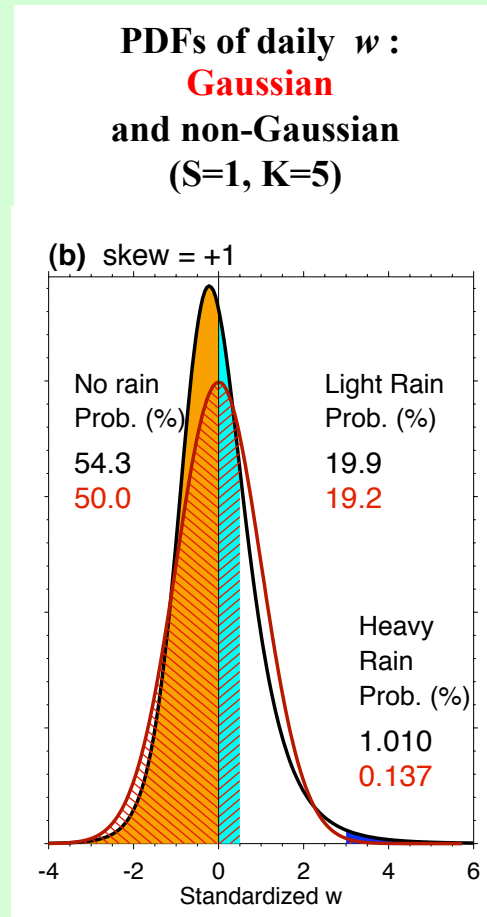 PDFs of daily w :
Gaussian
and non-Gaussian
(S=1, K=5)
(b) skew = +1
No rain
Prob. (%)
54.3
50.0
Light Rain
Prob. (%)
19.9
19.2
Heavy
Rain
Prob. (%)
1.010
0.137
-4 -2 0 2 4 6
Standardized w